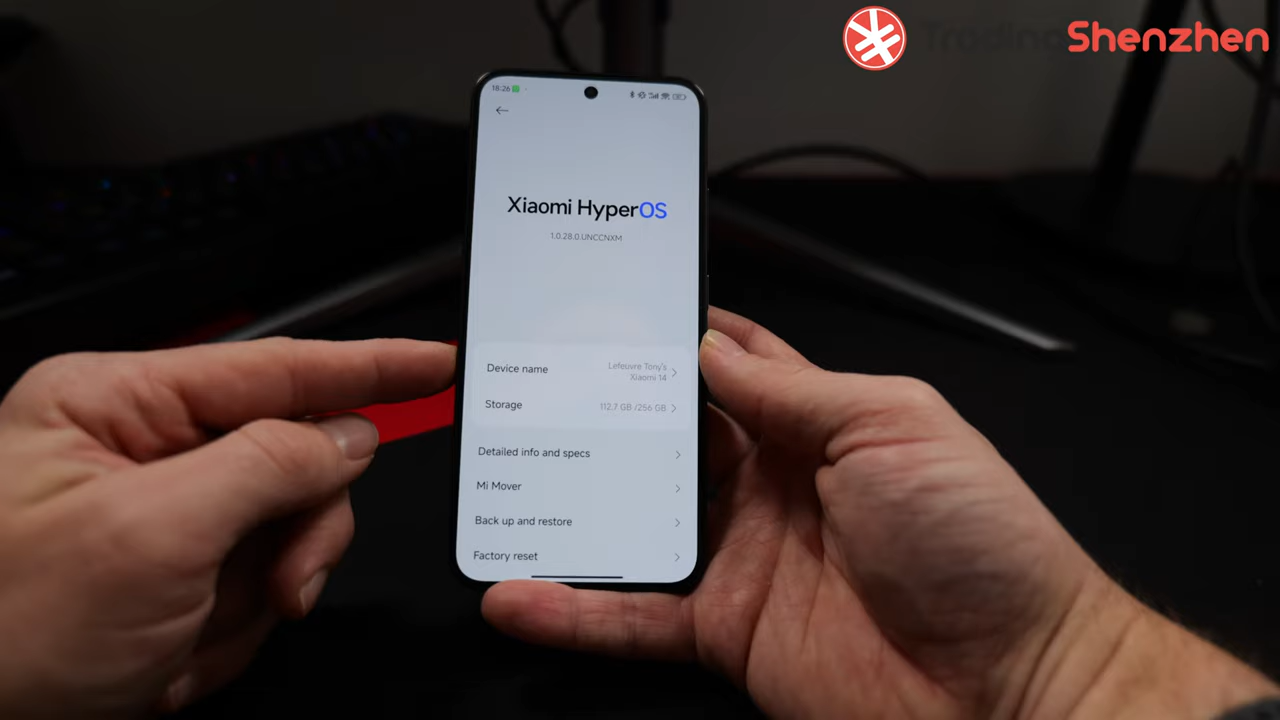 Trading Shenzhen
18:26
Xiaomi HyperOS
1.0.28.0.UNCCNXM
Device name
Lefeuvre Tony's
Xiaomi 14
Storage
112.7 GB /256 GB
Detailed info and specs
Mi Mover
Back up and restore
Factory reset